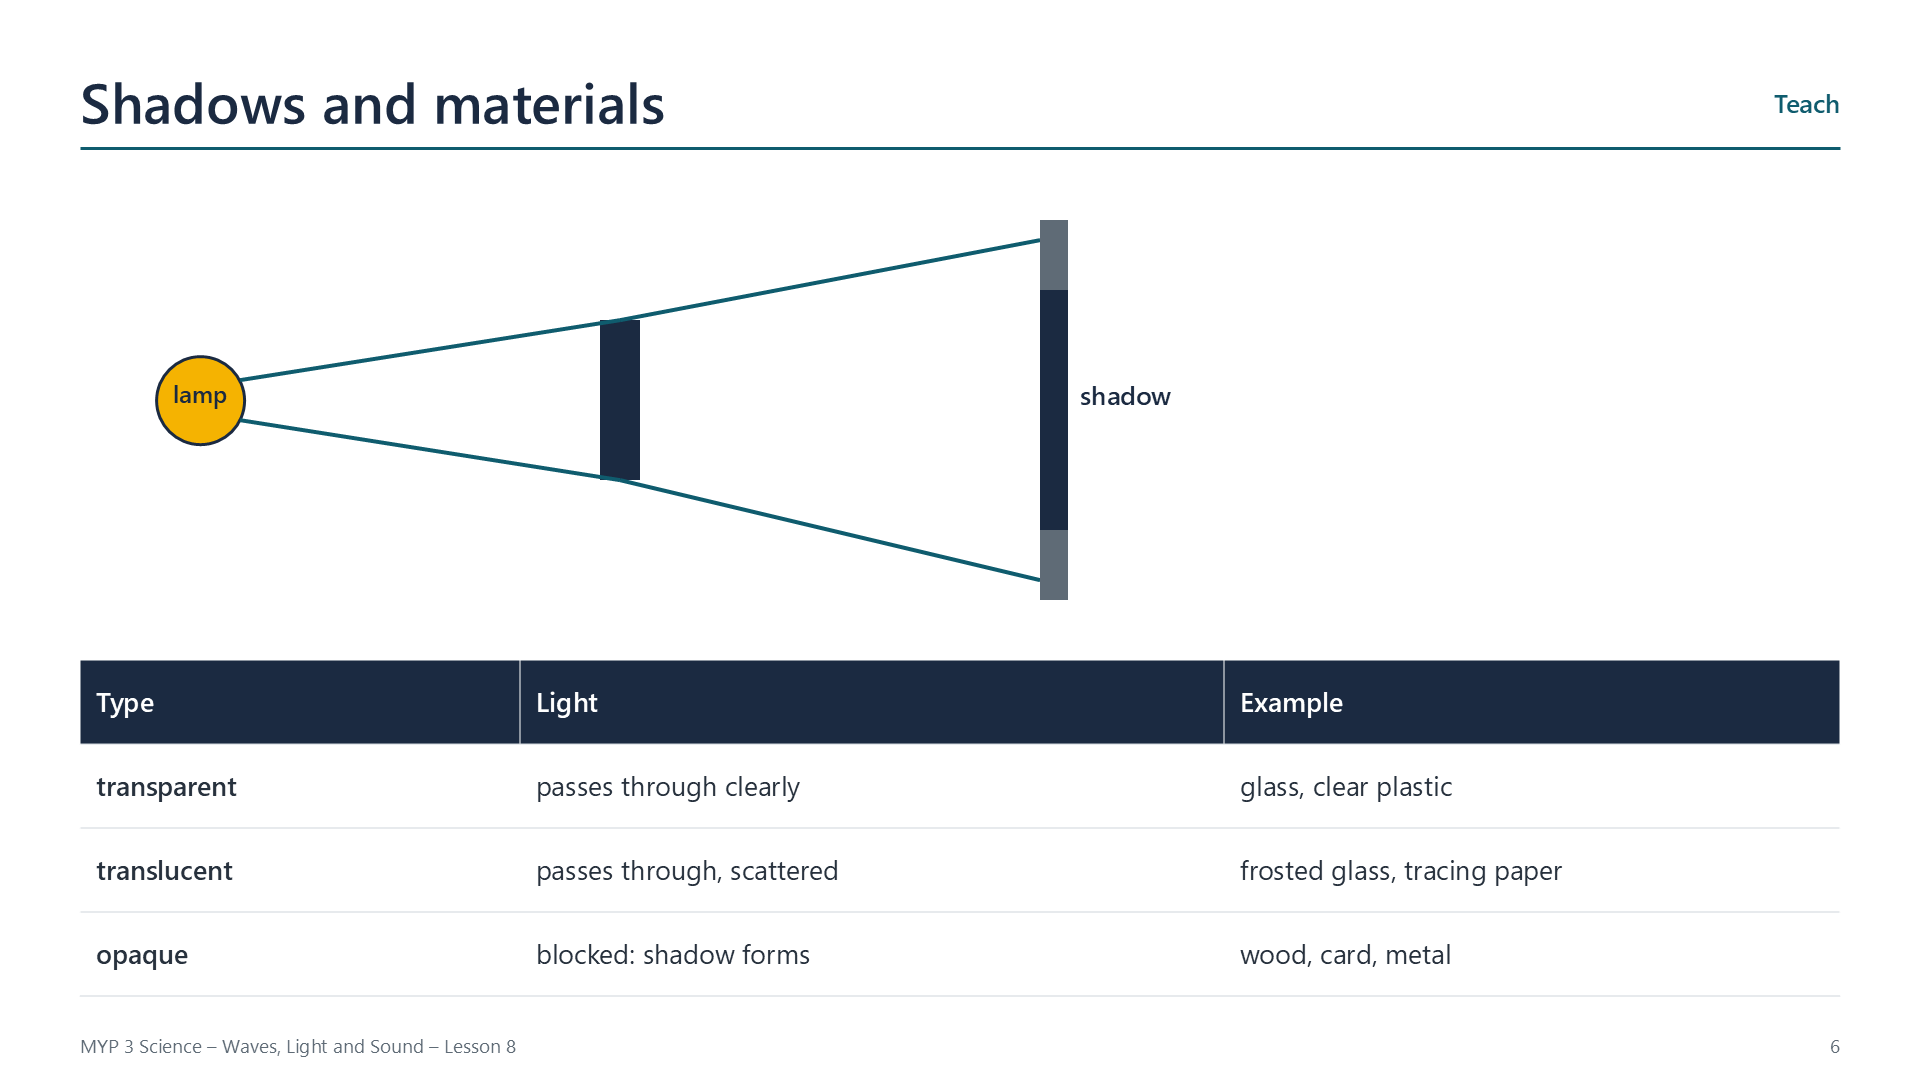 Shadows and materials
Teach
lamp
shadow
Type Light Example
transparent passes through clearly glass, clear plastic
translucent passes through, scattered frosted glass, tracing paper
opaque blocked: shadow forms wood, card, metal
MYP 3 Science – Waves, Light and Sound – Lesson 8
6